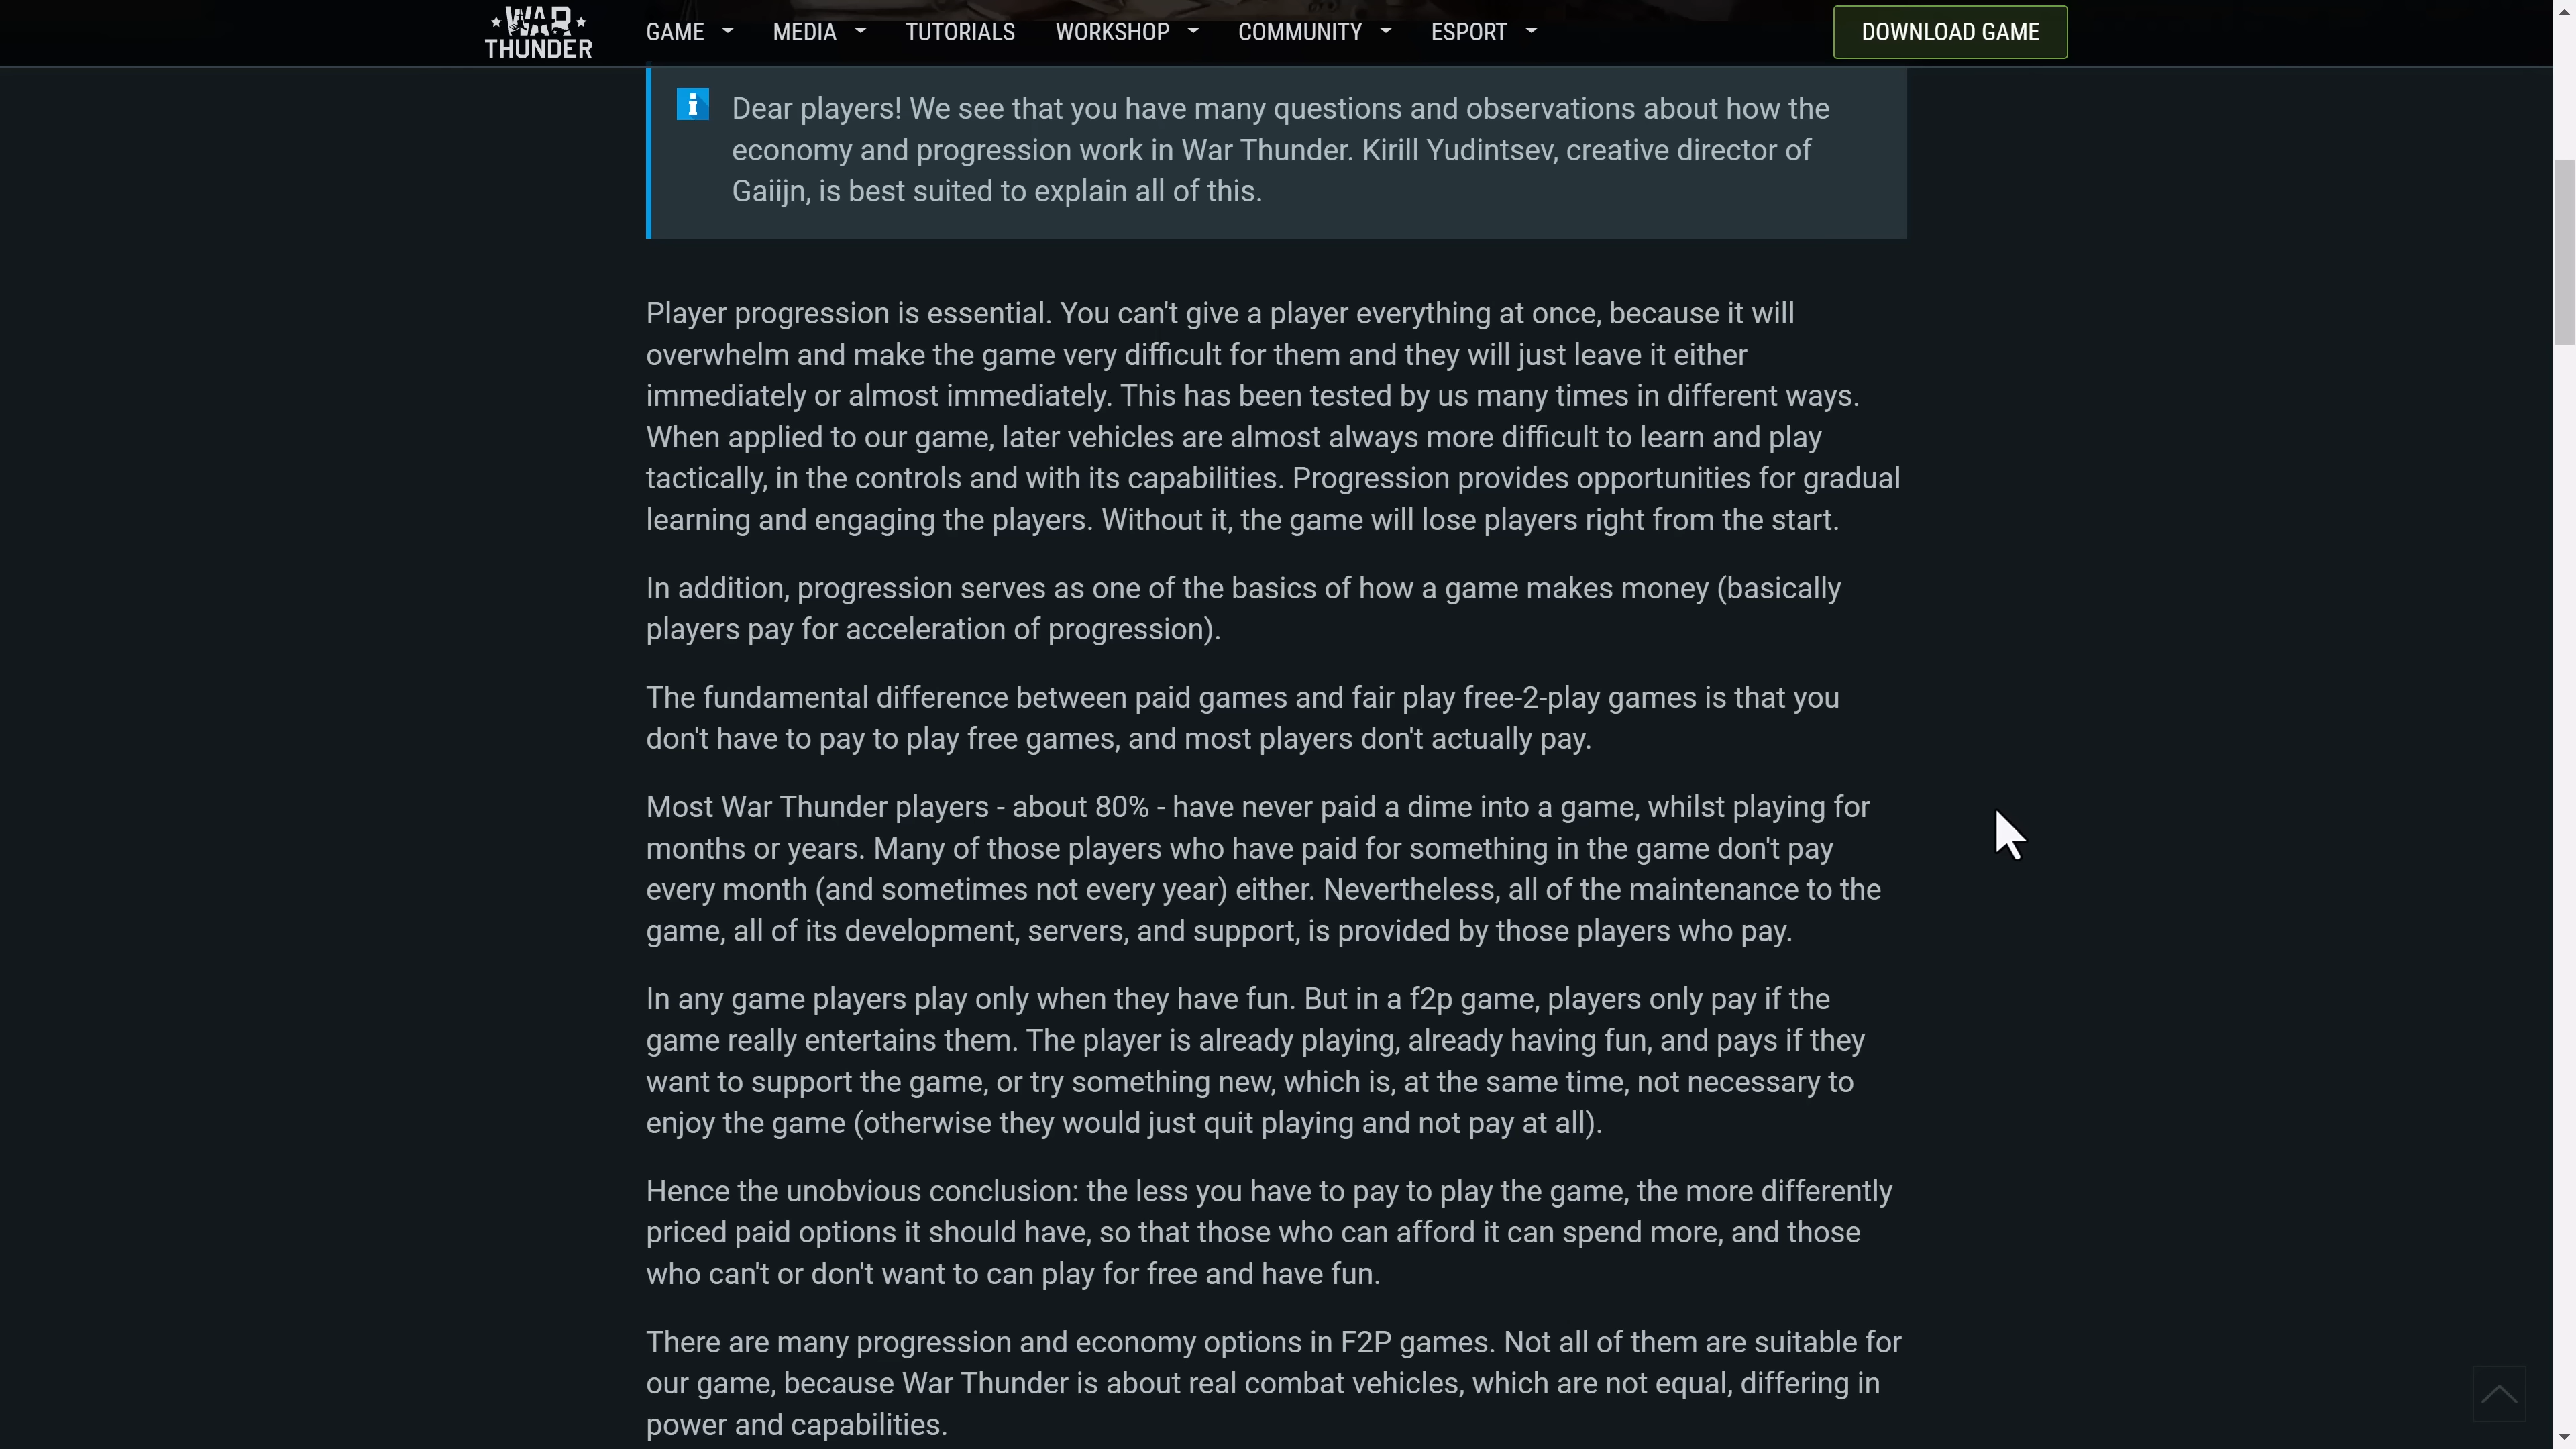 WAR
THUNDER
GAME
MEDIA
TUTORIALS
WORKSHOP
COMMUNITY
ESPORT
DOWNLOAD GAME
Dear players! We see that you have many questions and observations about how the
economy and progression work in War Thunder. Kirill Yudintsev, creative director of
Gaiijn, is best suited to explain all of this.
Player progression is essential. You can't give a player everything at once, because it will
overwhelm and make the game very difficult for them and they will just leave it either
immediately or almost immediately. This has been tested by us many times in different ways.
When applied to our game, later vehicles are almost always more difficult to learn and play
tactically, in the controls and with its capabilities. Progression provides opportunities for gradual
learning and engaging the players. Without it, the game will lose players right from the start.
In addition, progression serves as one of the basics of how a game makes money (basically
players pay for acceleration of progression).
The fundamental difference between paid games and fair play free-2-play games is that you
don't have to pay to play free games, and most players don't actually pay.
Most War Thunder players - about 80% - have never paid a dime into a game, whilst playing for
months or years. Many of those players who have paid for something in the game don't pay
every month (and sometimes not every year) either. Nevertheless, all of the maintenance to the
game, all of its development, servers, and support, is provided by those players who pay.
In any game players play only when they have fun. But in a f2p game, players only pay if the
game really entertains them. The player is already playing, already having fun, and pays if they
want to support the game, or try something new, which is, at the same time, not necessary to
enjoy the game (otherwise they would just quit playing and not pay at all).
Hence the unobvious conclusion: the less you have to pay to play the game, the more differently
priced paid options it should have, so that those who can afford it can spend more, and those
who can't or don't want to can play for free and have fun.
There are many progression and economy options in F2P games. Not all of them are suitable for
our game, because War Thunder is about real combat vehicles, which are not equal, differing in
power and capabilities.